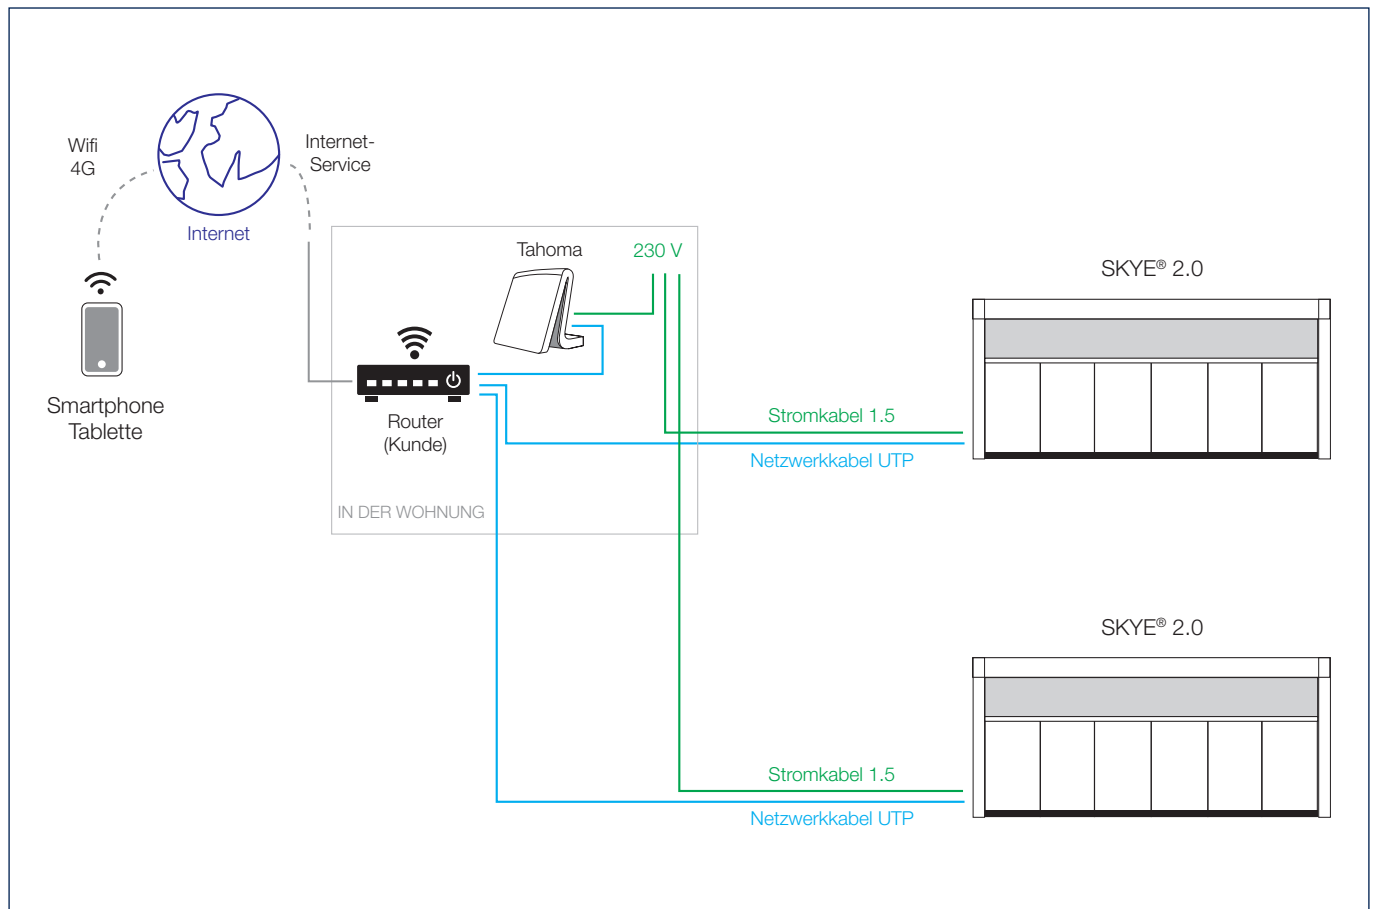 Wifi
4G
Internet-
Service
Internet
Smartphone
Tablette
Tahoma
230 V
Router
(Kunde)
IN DER WOHNUNG
SKYE® 2.0
Stromkabel 1.5
Netzwerkkabel UTP
SKYE® 2.0
Stromkabel 1.5
Netzwerkkabel UTP